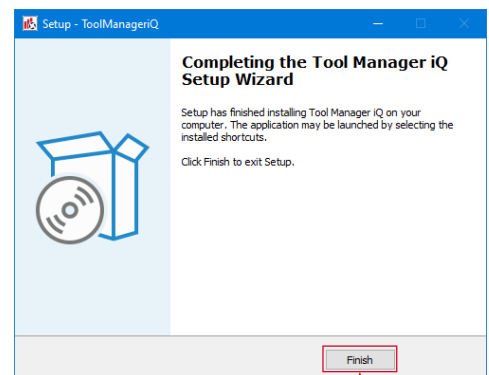 Setup - ToolManageriQ
Completing the Tool Manager iQ
Setup Wizard
Setup has finished installing Tool Manager iQ on your
computer. The application may be launched by selecting the
installed shortcuts.
Click Finish to exit Setup.
Finish